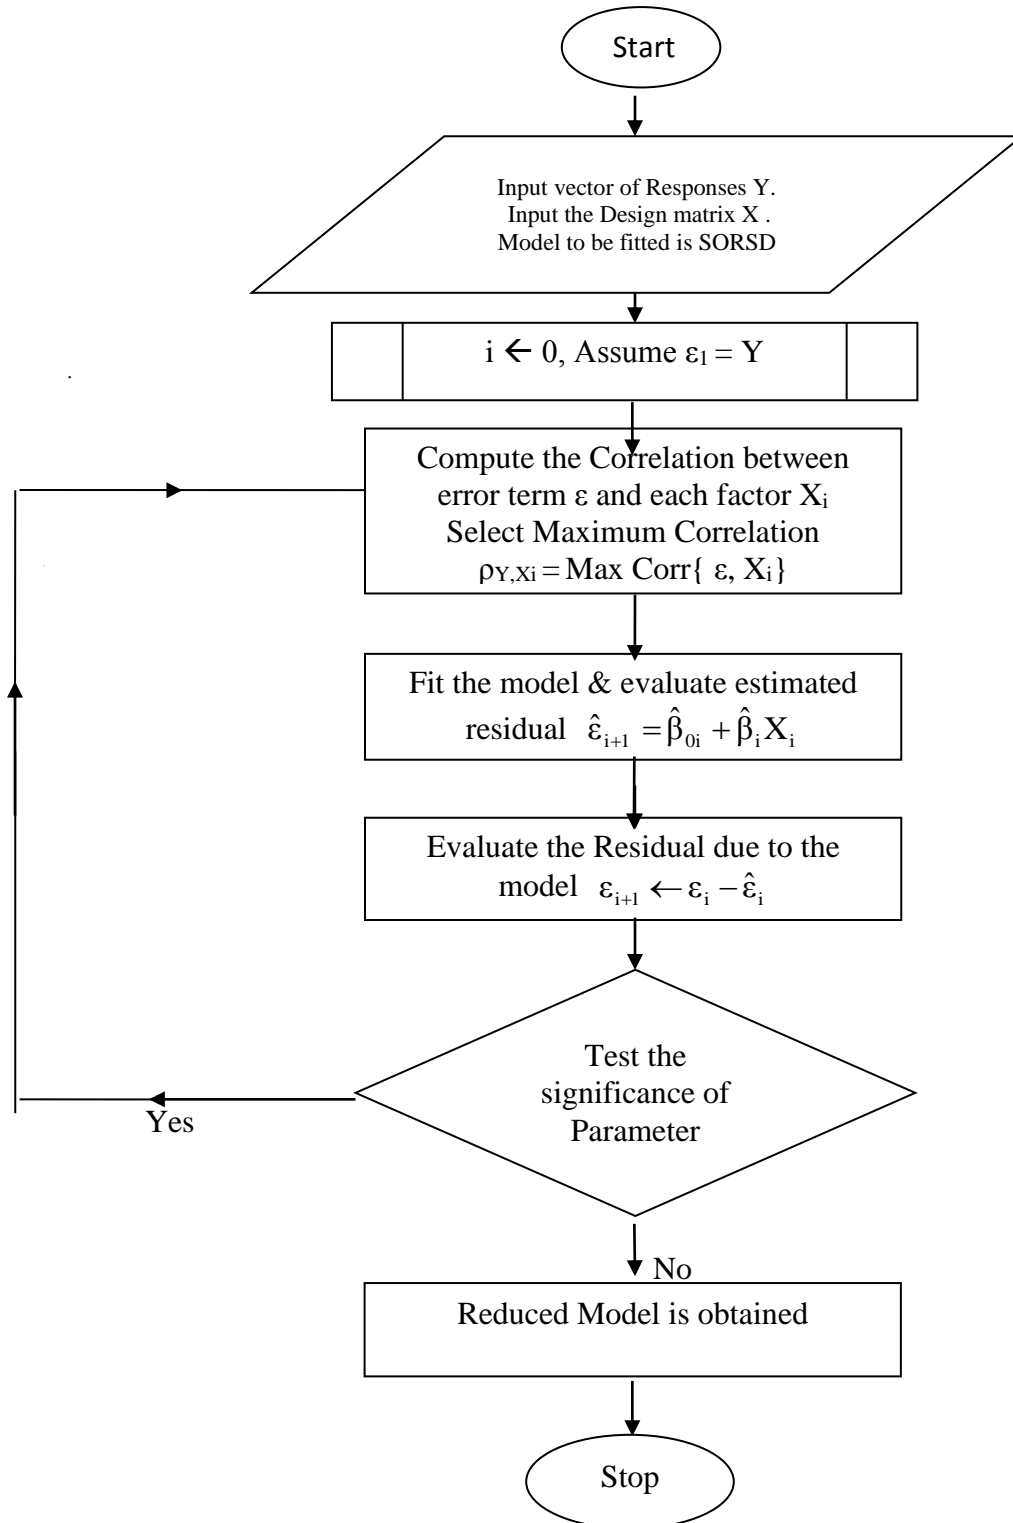 Start
Input vector of Responses Y.
Input the Design matrix X .
Model to be fitted is SORSD
i ← 0, Assume ε₁ = Y
Compute the Correlation between
error term ε and each factor Xᵢ
Select Maximum Correlation
ρY,Xi = Max Corr{ ε, Xᵢ}
Fit the model & evaluate estimated
residual ε̂ᵢ₊₁ = β̂₀ᵢ + β̂ᵢXᵢ
Evaluate the Residual due to the
model εᵢ₊₁ ← εᵢ − ε̂ᵢ
Test the
significance of
Parameter
Yes
No
Reduced Model is obtained
Stop